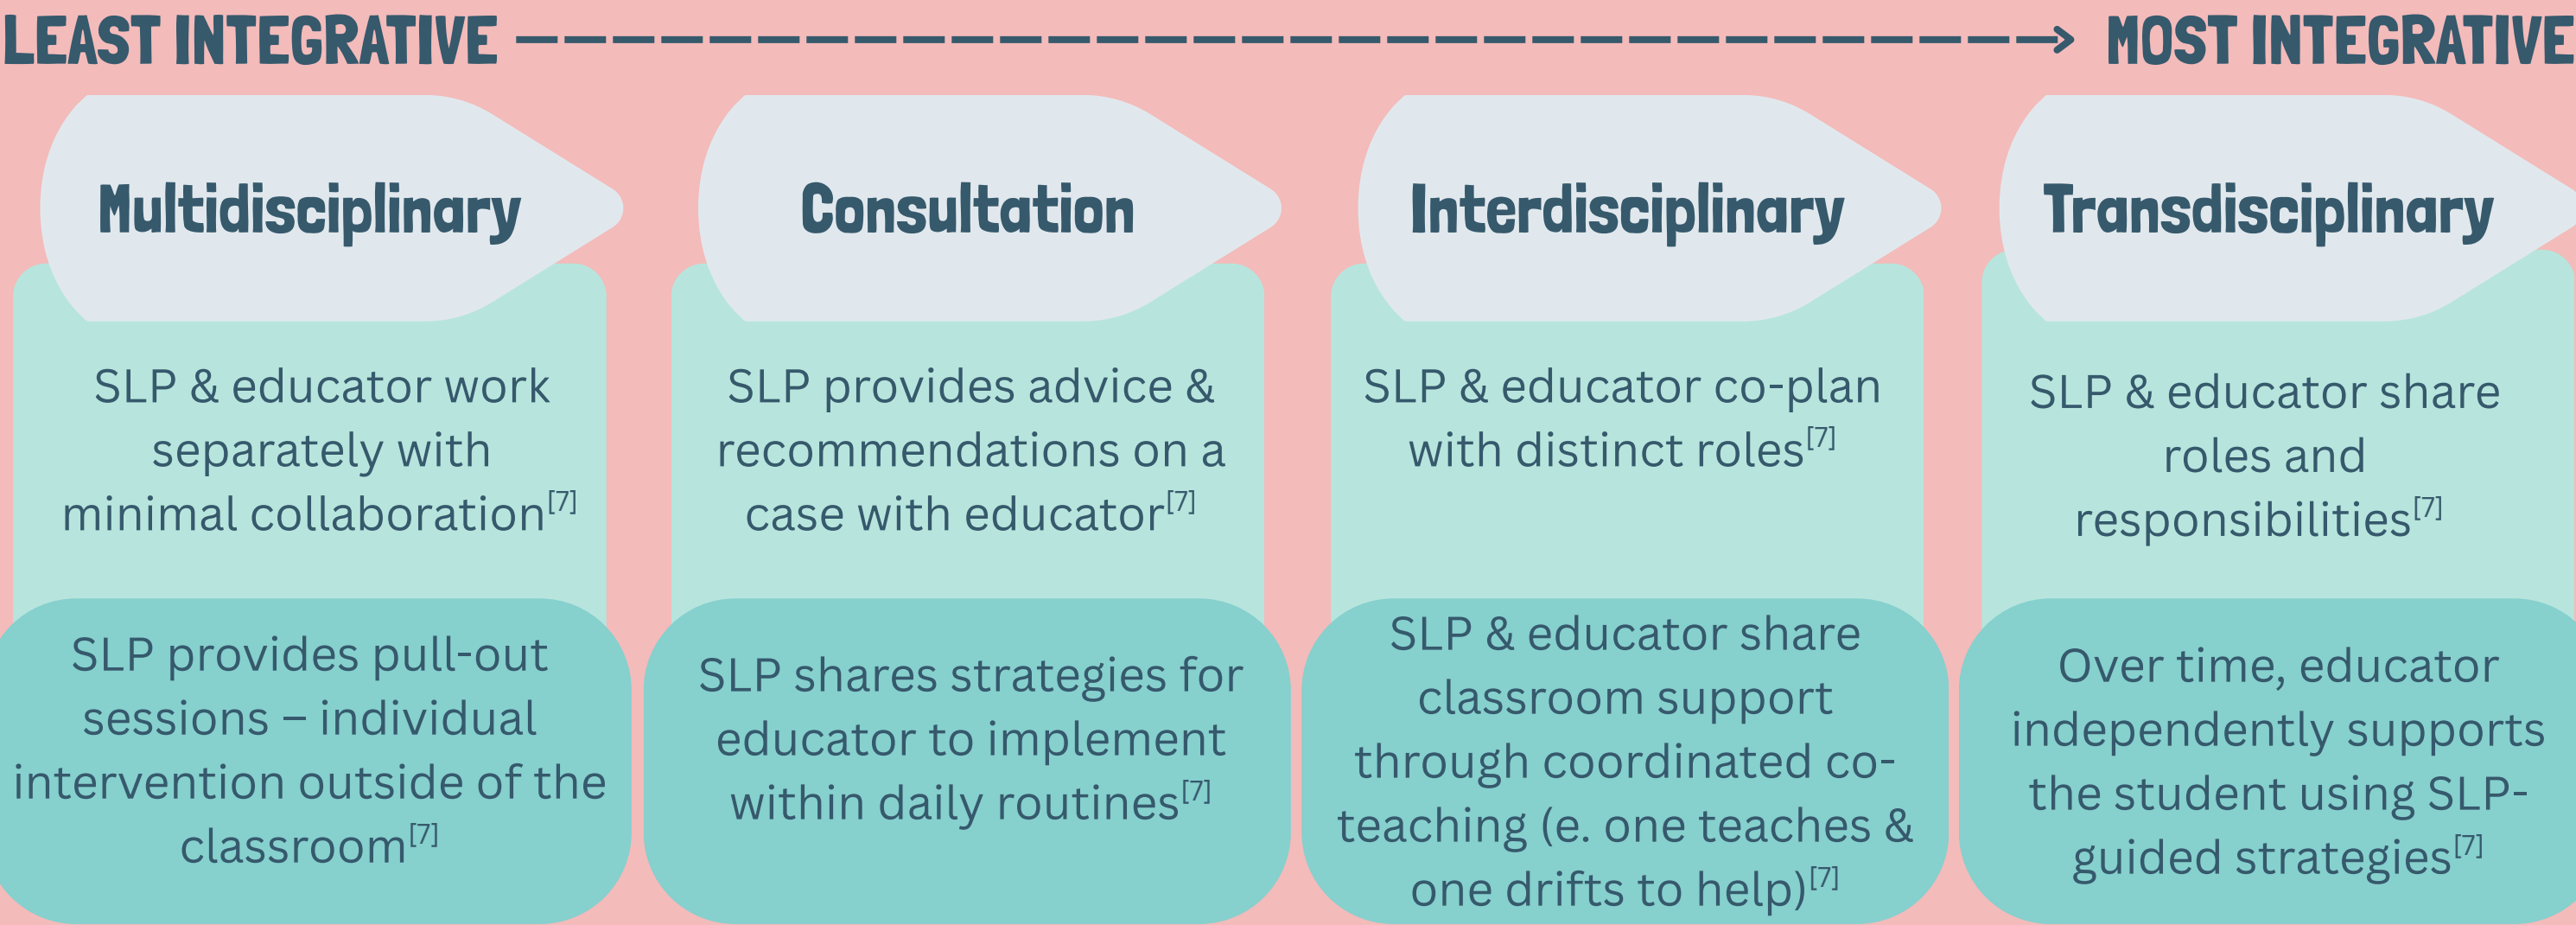 LEAST INTEGRATIVE
MOST INTEGRATIVE
Multidisciplinary
SLP & educator work
separately with
minimal collaboration[7]
SLP provides pull-out
sessions – individual
intervention outside of the
classroom[7]
Consultation
SLP provides advice &
recommendations on a
case with educator[7]
SLP shares strategies for
educator to implement
within daily routines[7]
Interdisciplinary
SLP & educator co-plan
with distinct roles[7]
SLP & educator share
classroom support
through coordinated co-
teaching (e. one teaches &
one drifts to help)[7]
Transdisciplinary
SLP & educator share
roles and
responsibilities[7]
Over time, educator
independently supports
the student using SLP-
guided strategies[7]